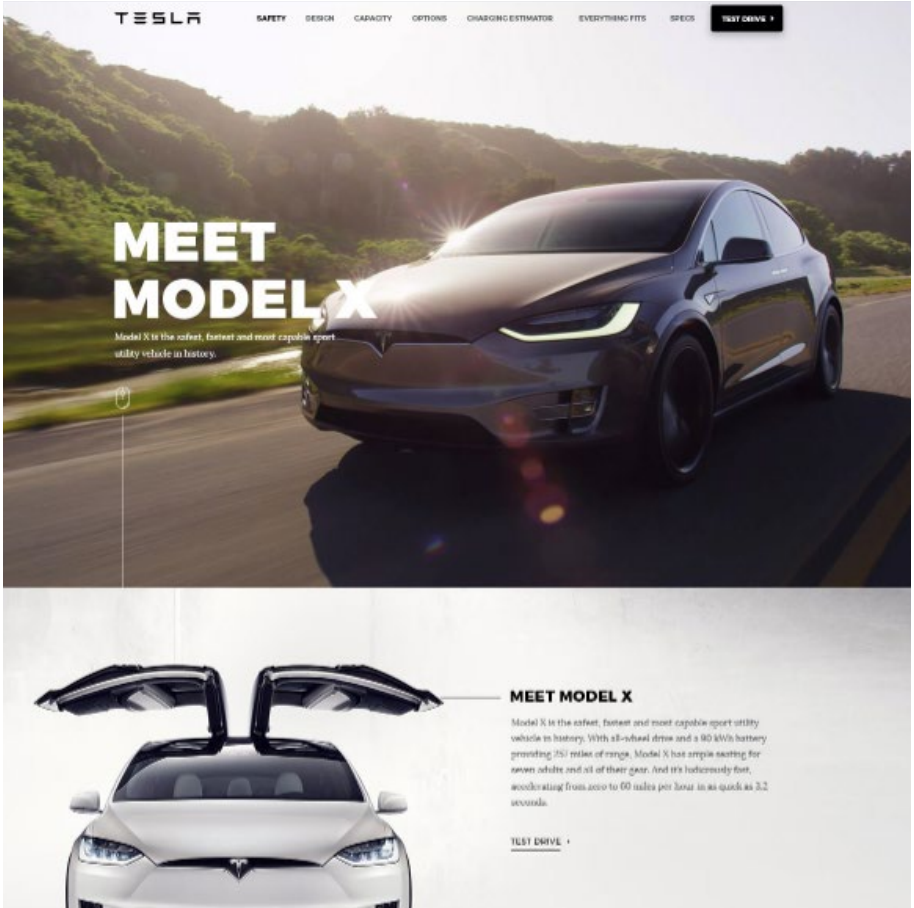 TESLA
SAFETY DESIGN CAPACITY OPTIONS CHARGING ESTIMATOR EVERYTHING FITS SPECS TEST DRIVE
MEET
MODEL X
Model X is the safest, fastest and most capable sport
utility vehicle in history.
MEET MODEL X
Model X is the safest, fastest and most capable sport utility
vehicle in history. With all-wheel drive and a 90 kWh battery
providing 257 miles of range, Model X has ample seating for
seven adults and all of their gear. And it's ludicrously fast,
accelerating from zero to 60 miles per hour in as quick as 3.2
seconds.
TEST DRIVE